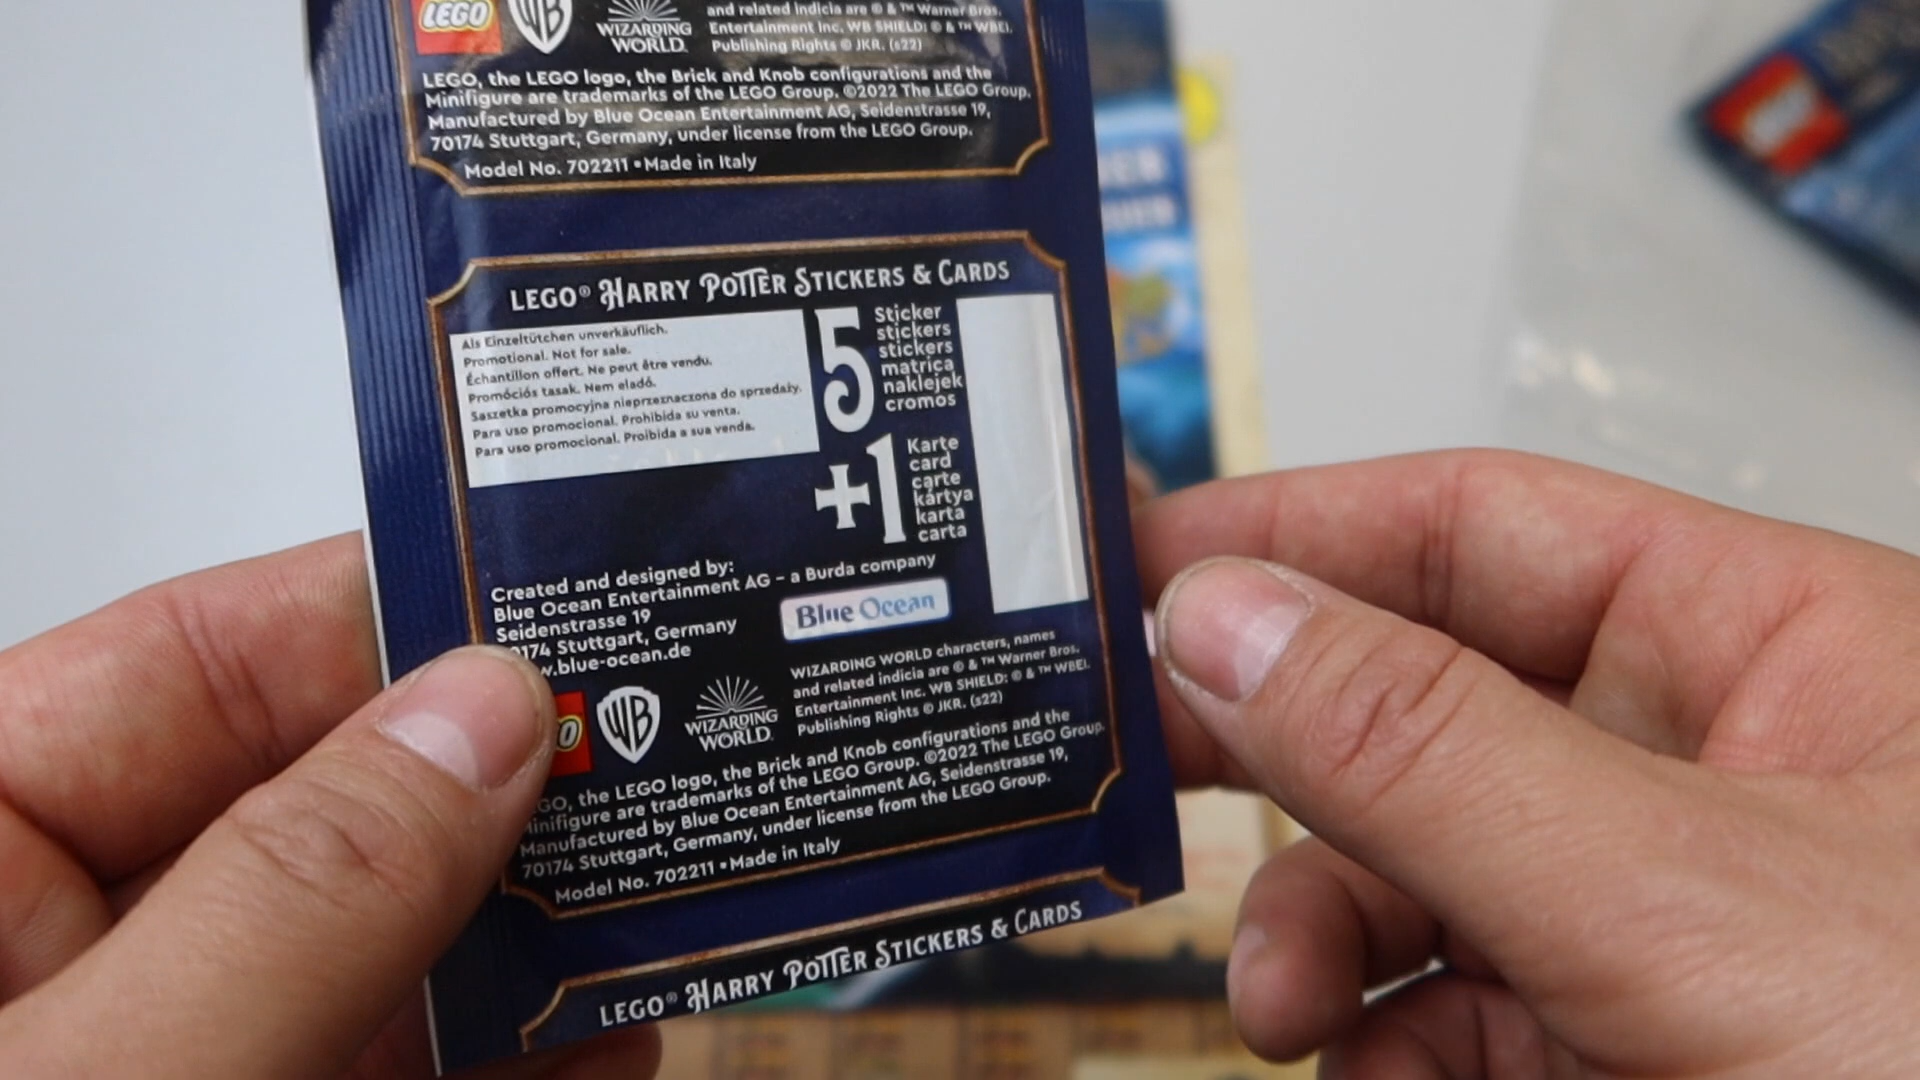 LEGO
WB
WIZARDING
WORLD
and related indicia are © & ™ Warner Bros.
Entertainment Inc. WB SHIELD: © & ™ WBEI.
Publishing Rights © JKR. (s22)
LEGO, the LEGO logo, the Brick and Knob configurations and the
Minifigure are trademarks of the LEGO Group. ©2022 The LEGO Group.
Manufactured by Blue Ocean Entertainment AG, Seidenstrasse 19,
70174 Stuttgart, Germany, under license from the LEGO Group.
Model No. 702211 • Made in Italy
LEGO® HARRY POTTER STICKERS & CARDS
Als Einzeltütchen unverkäuflich.
Promotional. Not for sale.
Échantillon offert. Ne peut être vendu.
Promóciós tasak. Nem eladó.
Saszetka promocyjna nieprzeznaczona do sprzedaży.
Para uso promocional. Prohibida su venta.
Para uso promocional. Proibida a sua venda.
5
Sticker
stickers
stickers
matrica
naklejek
cromos
+1
Karte
card
carte
kártya
karta
carta
Created and designed by:
Blue Ocean Entertainment AG – a Burda company
Seidenstrasse 19
174 Stuttgart, Germany
w.blue-ocean.de
Blue Ocean
WB
WIZARDING
WORLD
WIZARDING WORLD characters, names
and related indicia are © & ™ Warner Bros.
Entertainment Inc. WB SHIELD: © & ™ WBEI.
Publishing Rights © JKR. (s22)
GO, the LEGO logo, the Brick and Knob configurations and the
inifigure are trademarks of the LEGO Group. ©2022 The LEGO Group.
Manufactured by Blue Ocean Entertainment AG, Seidenstrasse 19,
70174 Stuttgart, Germany, under license from the LEGO Group.
Model No. 702211 • Made in Italy
LEGO® HARRY POTTER STICKERS & CARDS